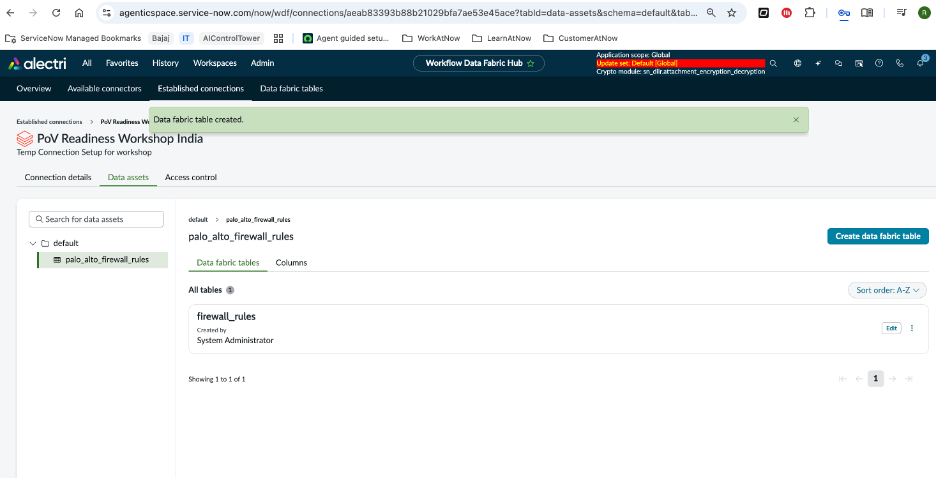 agenticspace.service-now.com/now/wdf/connections/aeab83393b88b21029bfa7ae53e45ace?tabId=data-assets&schema=default&tab...
ServiceNow Managed Bookmarks Bajaj IT AIControlTower Agent guided setu... WorkAtNow LearnAtNow CustomerAtNow
alectri All Favorites History Workspaces Admin Workflow Data Fabric Hub
Application scope: Global
Update set: Default [Global]
Crypto module: sn_dlir.attachment_encryption_decryption
3
Overview Available connectors Established connections Data fabric tables
Established connections > PoV Readiness W
Data fabric table created.
PoV Readiness Workshop India
Temp Connection Setup for workshop
Connection details Data assets Access control
Search for data assets
default
palo_alto_firewall_rules
default > palo_alto_firewall_rules
palo_alto_firewall_rules
Create data fabric table
Data fabric tables Columns
All tables 1
Sort order: A-Z
firewall_rules
Created by
System Administrator
Edit
Showing 1 to 1 of 1
1